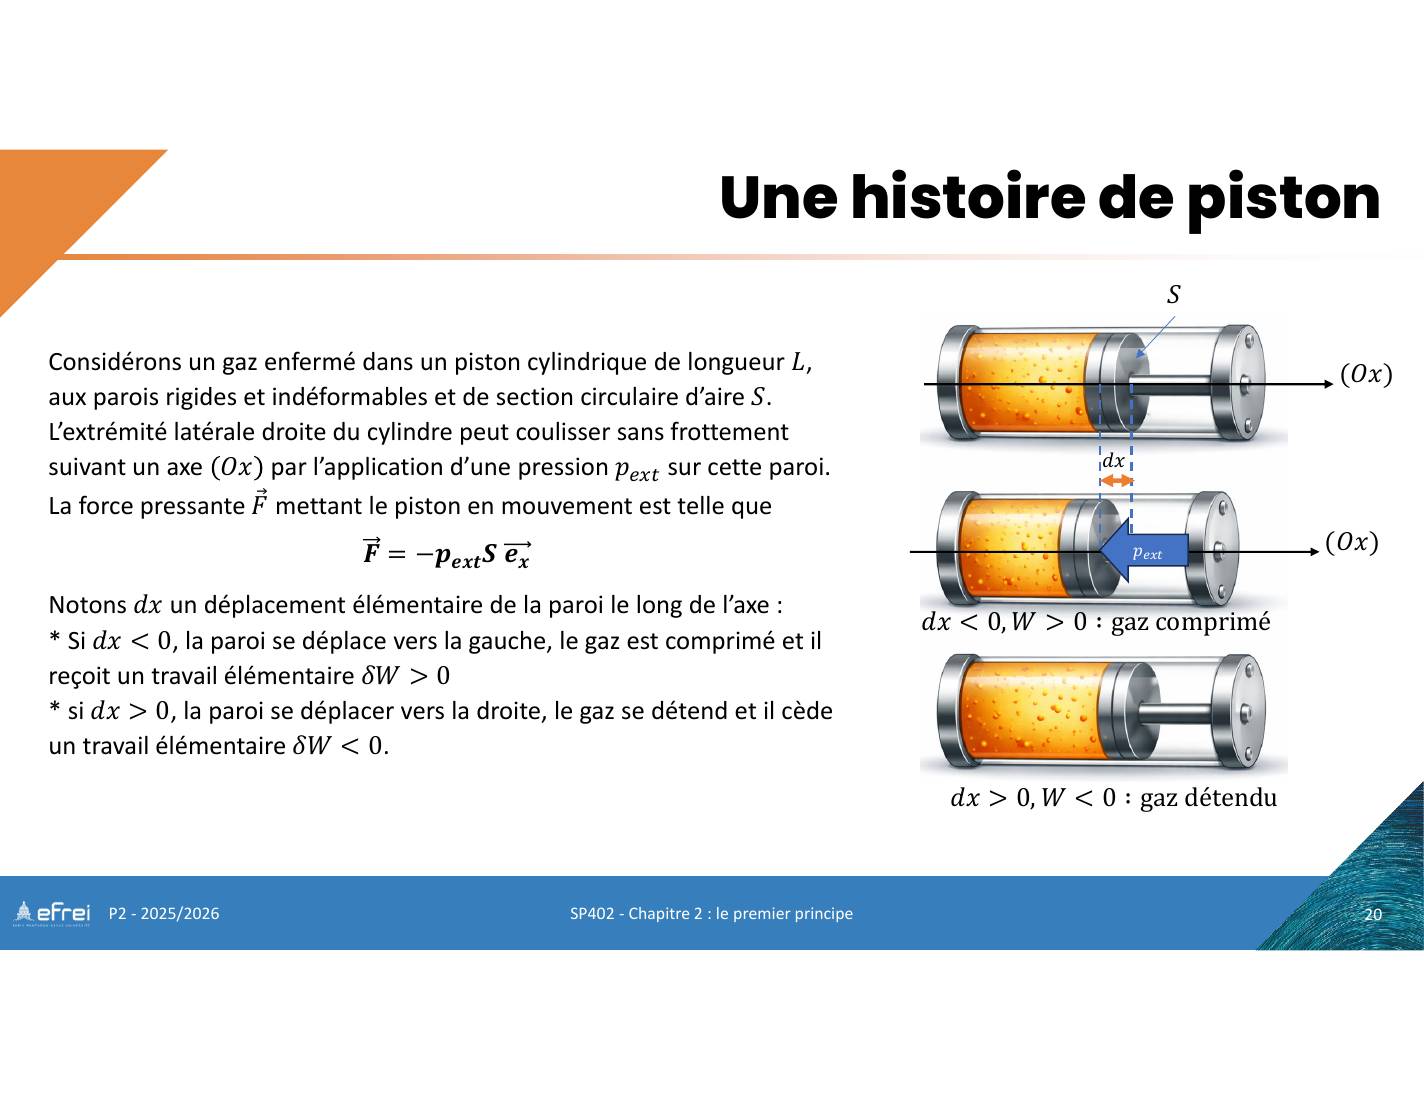 Une histoire de piston
Considérons un gaz enfermé dans un piston cylindrique de longueur L,
aux parois rigides et indéformables et de section circulaire d’aire S.
L’extrémité latérale droite du cylindre peut coulisser sans frottement
suivant un axe (Ox) par l’application d’une pression p_ext sur cette paroi.
La force pressante F⃗ mettant le piston en mouvement est telle que
F⃗ = −p_ext S e_x⃗
Notons dx un déplacement élémentaire de la paroi le long de l’axe :
* Si dx < 0, la paroi se déplace vers la gauche, le gaz est comprimé et il
reçoit un travail élémentaire δW > 0
* si dx > 0, la paroi se déplacer vers la droite, le gaz se détend et il cède
un travail élémentaire δW < 0.
S
(Ox)
dx
p_ext
(Ox)
dx < 0, W > 0 : gaz comprimé
dx > 0, W < 0 : gaz détendu
efrei
P2 - 2025/2026
SP402 - Chapitre 2 : le premier principe
20